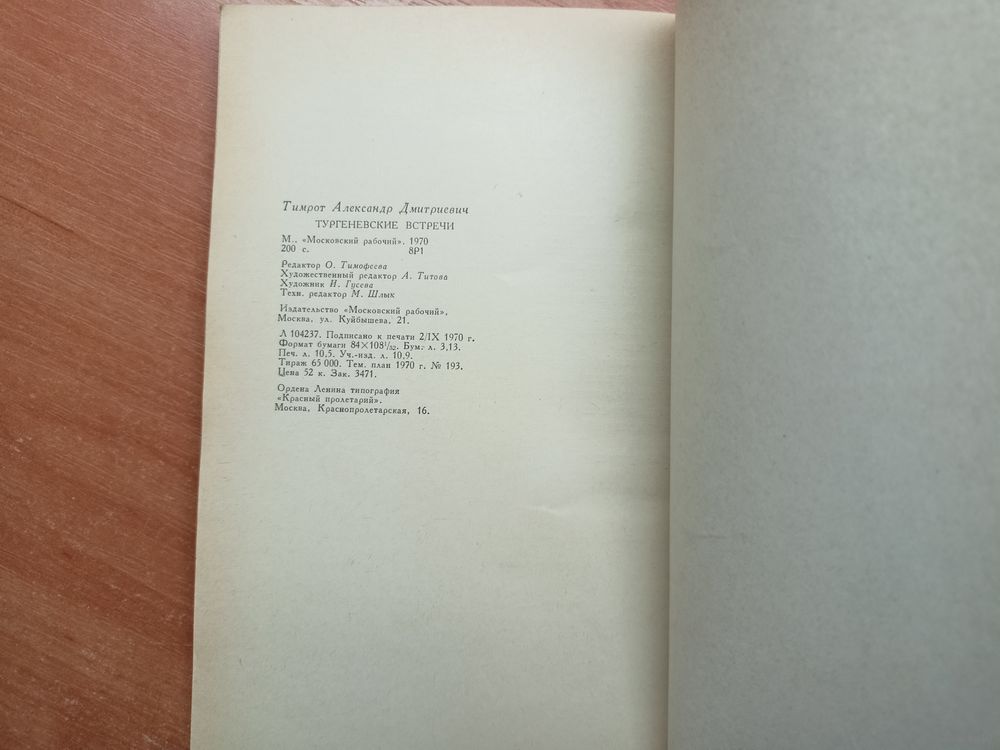 Тимрот Александр Дмитриевич
ТУРГЕНЕВСКИЕ ВСТРЕЧИ
М., «Московский рабочий», 1970
200 с. 8Р1
Редактор О. Тимофеева
Художественный редактор А. Титова
Художник И. Гусева
Техн. редактор М. Шлык
Издательство «Московский рабочий»,
Москва, ул. Куйбышева, 21.
Л 104237. Подписано к печати 2/IX 1970 г.
Формат бумаги 84×108¹/₃₂. Бум. л. 3,13.
Печ. л. 10,5. Уч.-изд. л. 10,9.
Тираж 65 000. Тем. план 1970 г. № 193.
Цена 52 к. Зак. 3471.
Ордена Ленина типография
«Красный пролетарий».
Москва, Краснопролетарская, 16.